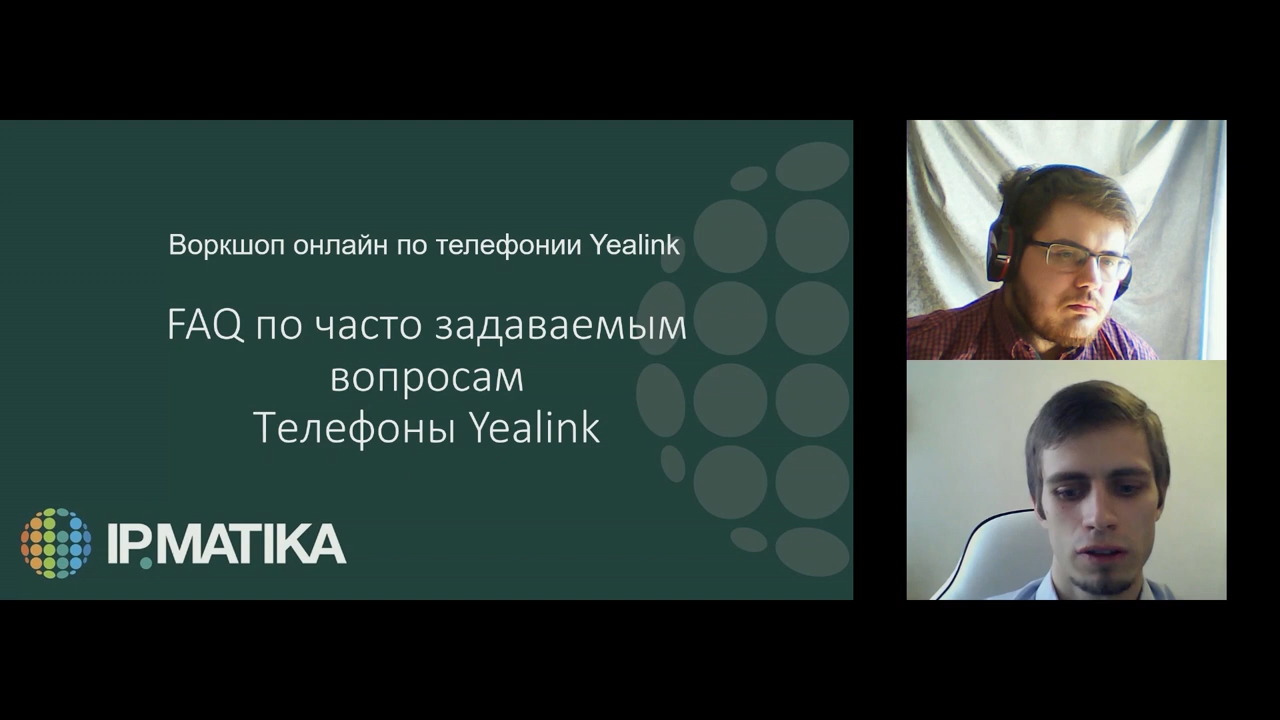 Воркшоп онлайн по телефонии Yealink
FAQ по часто задаваемым
вопросам
Телефоны Yealink
IP.MATIKA